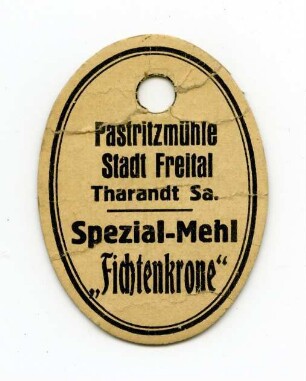 Pastritzmühle
Stadt Freital
Tharandt Sa.
Spezial-Mehl
„Fichtenkrone“